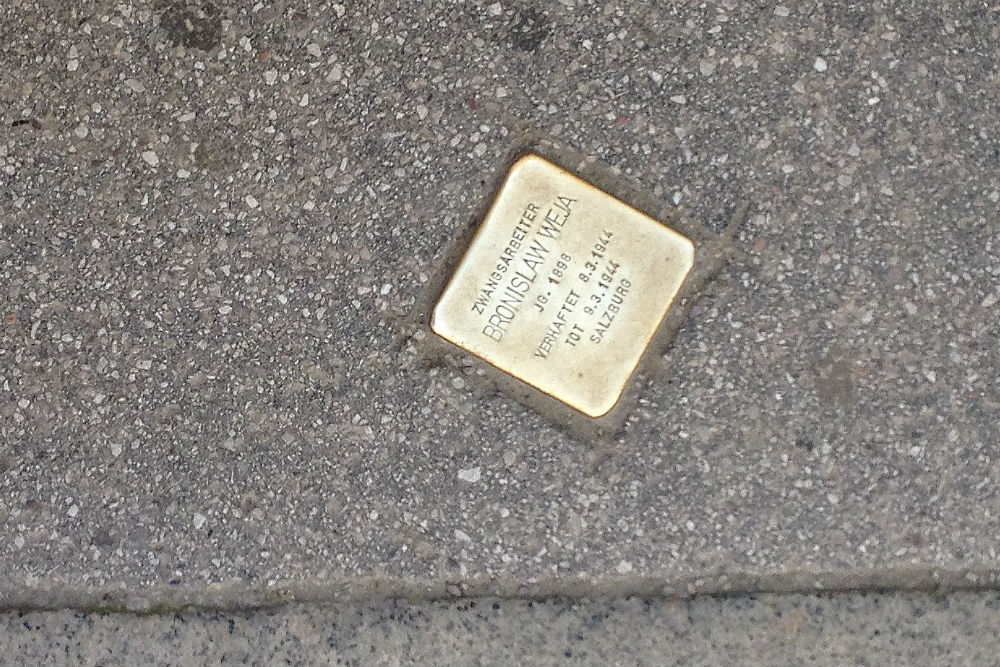 ZWANGSARBEITER
BRONISLAW WEJA
JG. 1898
VERHAFTET 8.3.1944
TOT 9.3.1944
SALZBURG